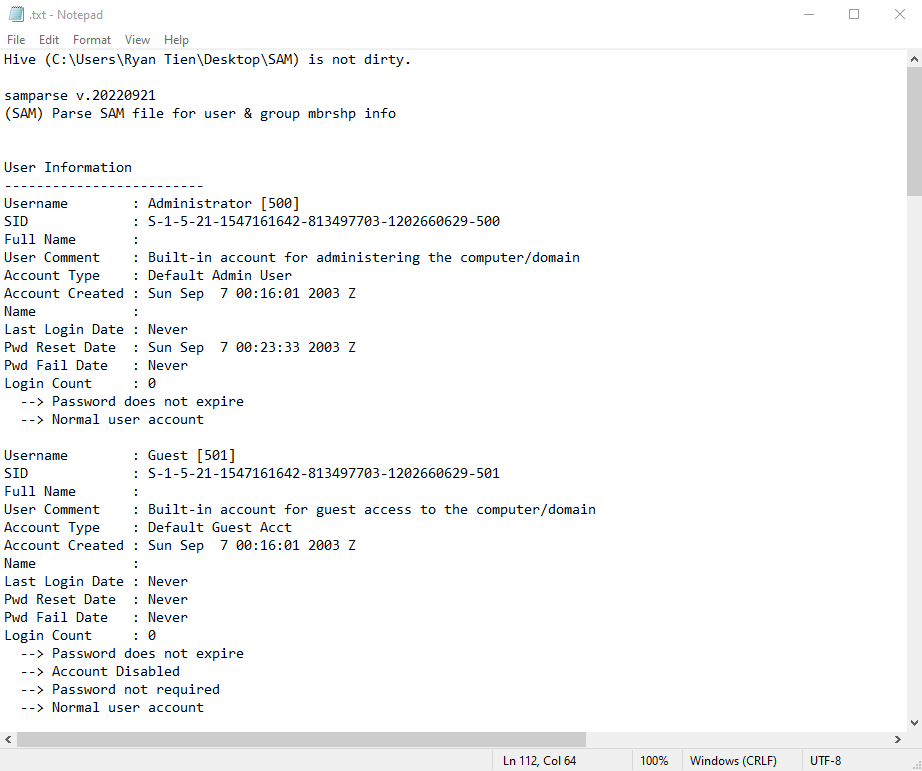 .txt - Notepad
File Edit Format View Help
Hive (C:\Users\Ryan Tien\Desktop\SAM) is not dirty.
samparse v.20220921
(SAM) Parse SAM file for user & group mbrshp info
User Information
-------------------------
Username        : Administrator [500]
SID             : S-1-5-21-1547161642-813497703-1202660629-500
Full Name       :
User Comment    : Built-in account for administering the computer/domain
Account Type    : Default Admin User
Account Created : Sun Sep  7 00:16:01 2003 Z
Name            :
Last Login Date : Never
Pwd Reset Date  : Sun Sep  7 00:23:33 2003 Z
Pwd Fail Date   : Never
Login Count     : 0
  --> Password does not expire
  --> Normal user account
Username        : Guest [501]
SID             : S-1-5-21-1547161642-813497703-1202660629-501
Full Name       :
User Comment    : Built-in account for guest access to the computer/domain
Account Type    : Default Guest Acct
Account Created : Sun Sep  7 00:16:01 2003 Z
Name            :
Last Login Date : Never
Pwd Reset Date  : Never
Pwd Fail Date   : Never
Login Count     : 0
  --> Password does not expire
  --> Account Disabled
  --> Password not required
  --> Normal user account
Ln 112, Col 64 100% Windows (CRLF) UTF-8